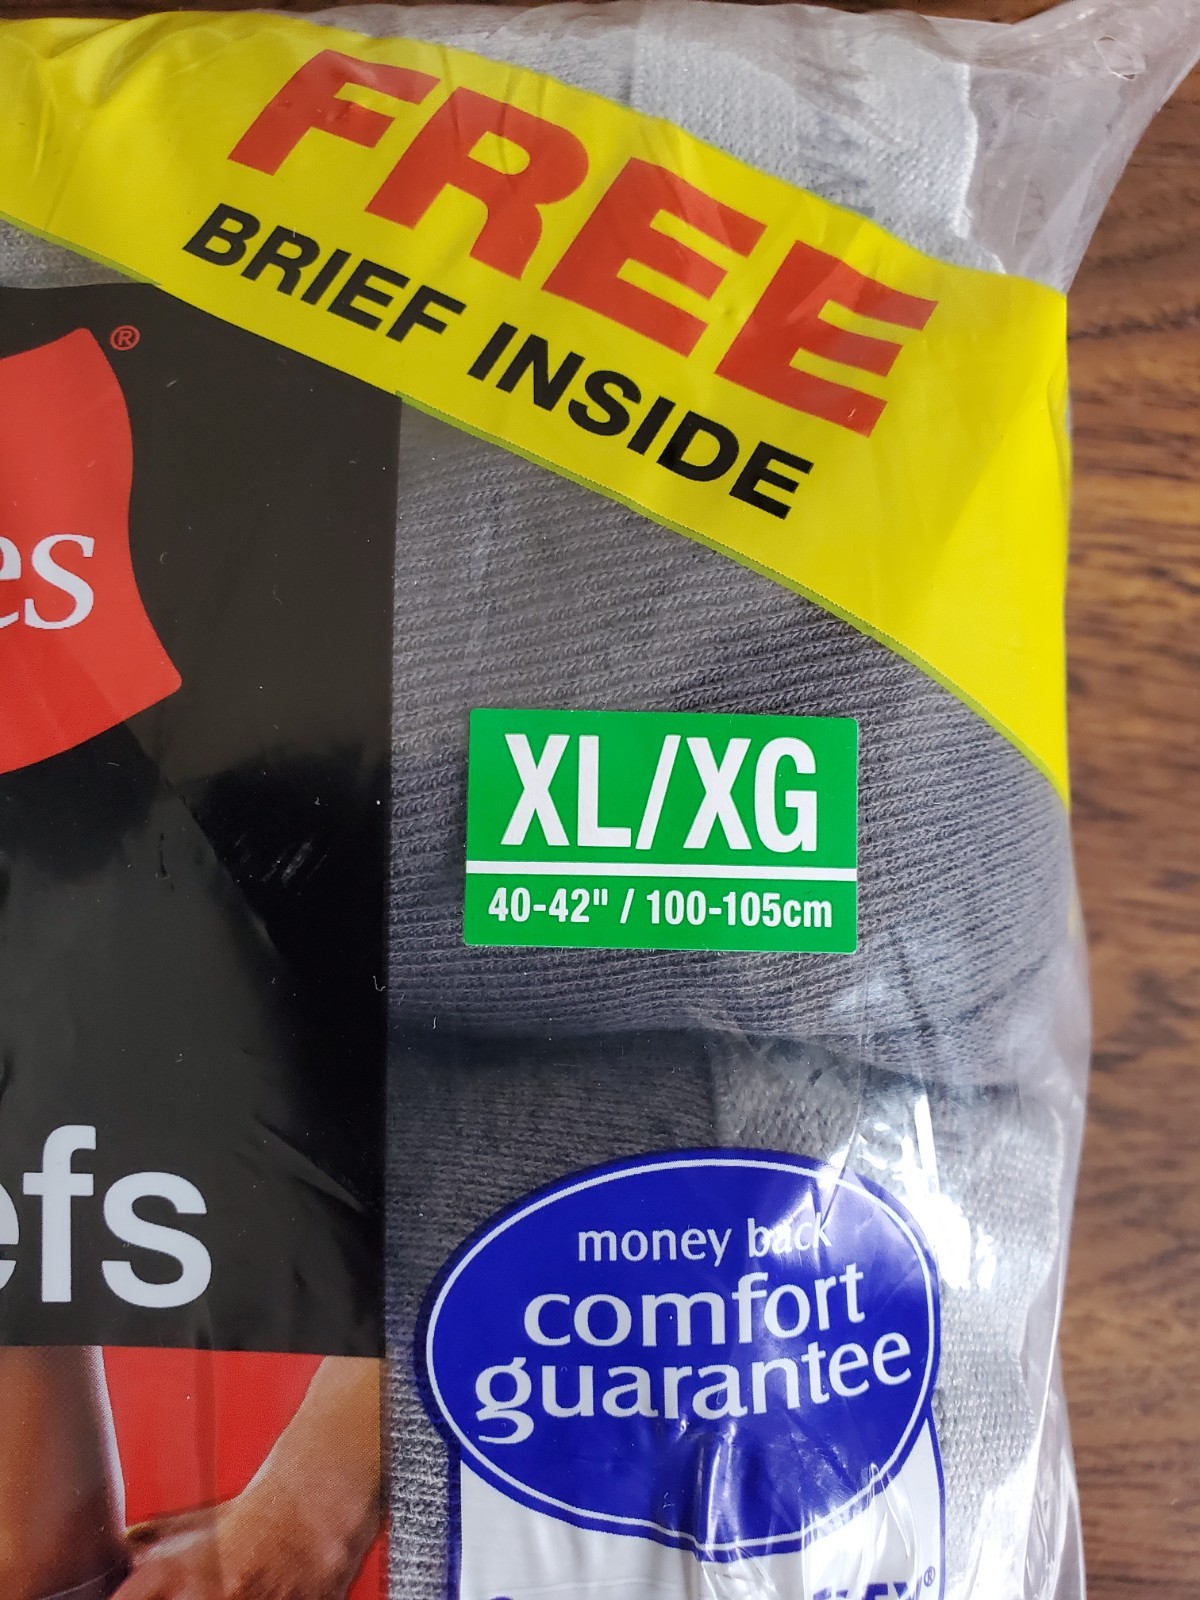 FREE
BRIEF INSIDE
®
es
XL/XG
40-42" / 100-105cm
efs
money back
comfort
guarantee